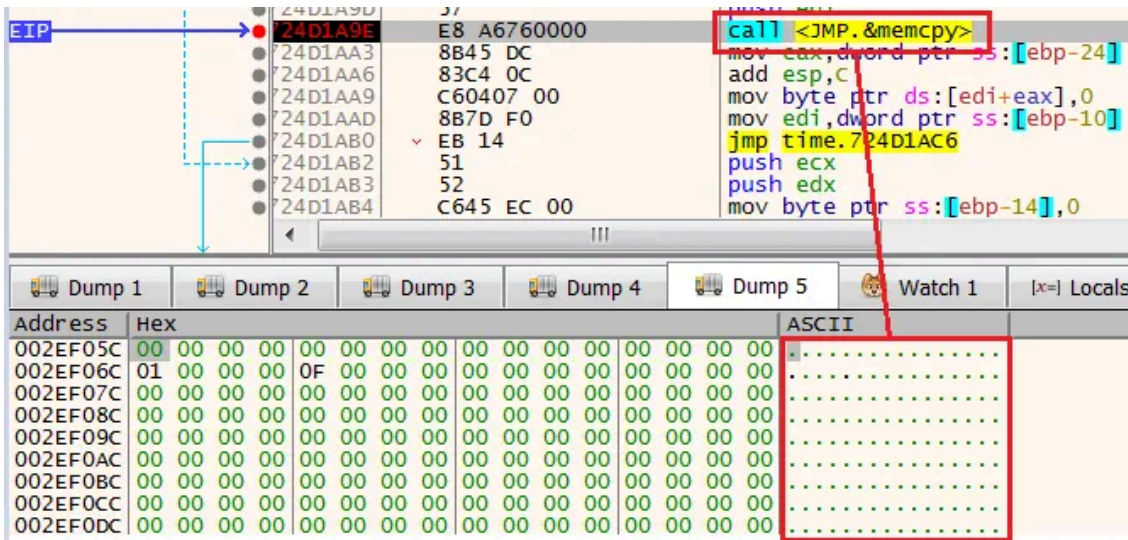 24D1A9D 57 push edi
EIP 724D1A9E E8 A6760000 call <JMP.&memcpy>
724D1AA3 8B45 DC mov eax,dword ptr ss:[ebp-24]
724D1AA6 83C4 0C add esp,C
724D1AA9 C60407 00 mov byte ptr ds:[edi+eax],0
724D1AAD 8B7D F0 mov edi,dword ptr ss:[ebp-10]
724D1AB0 EB 14 jmp time.724D1AC6
724D1AB2 51 push ecx
724D1AB3 52 push edx
724D1AB4 C645 EC 00 mov byte ptr ss:[ebp-14],0
Dump 1 Dump 2 Dump 3 Dump 4 Dump 5 Watch 1 [x=] Locals
Address Hex ASCII
002EF05C 00 00 00 00 00 00 00 00 00 00 00 00 00 00 00 00 ................
002EF06C 01 00 00 00 0F 00 00 00 00 00 00 00 00 00 00 00 ................
002EF07C 00 00 00 00 00 00 00 00 00 00 00 00 00 00 00 00 ................
002EF08C 00 00 00 00 00 00 00 00 00 00 00 00 00 00 00 00 ................
002EF09C 00 00 00 00 00 00 00 00 00 00 00 00 00 00 00 00 ................
002EF0AC 00 00 00 00 00 00 00 00 00 00 00 00 00 00 00 00 ................
002EF0BC 00 00 00 00 00 00 00 00 00 00 00 00 00 00 00 00 ................
002EF0CC 00 00 00 00 00 00 00 00 00 00 00 00 00 00 00 00 ................
002EF0DC 00 00 00 00 00 00 00 00 00 00 00 00 00 00 00 00 ................